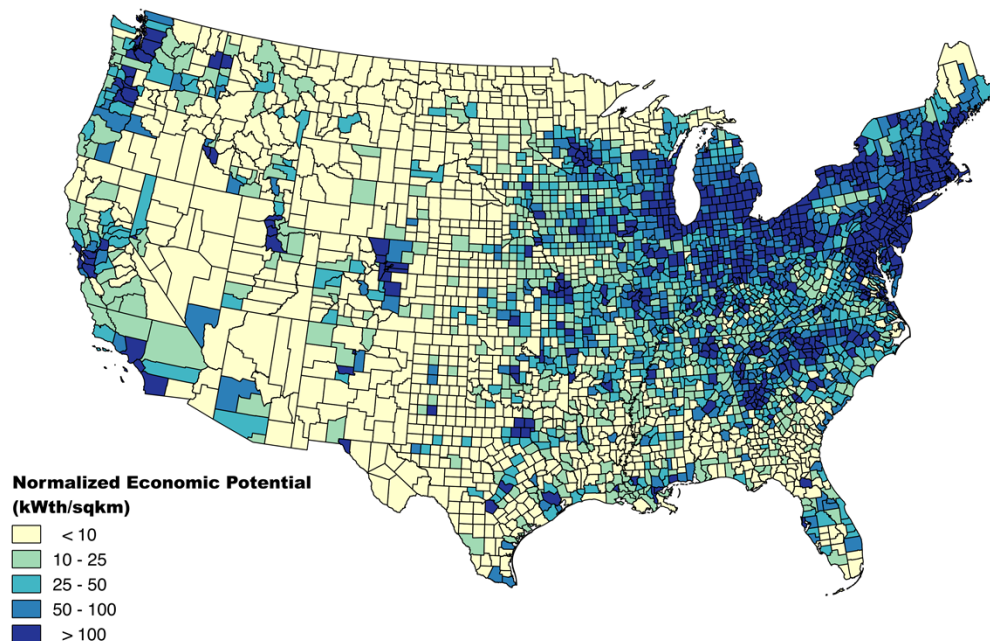 Normalized Economic Potential
(kWth/sqkm)
< 10
10 - 25
25 - 50
50 - 100
> 100